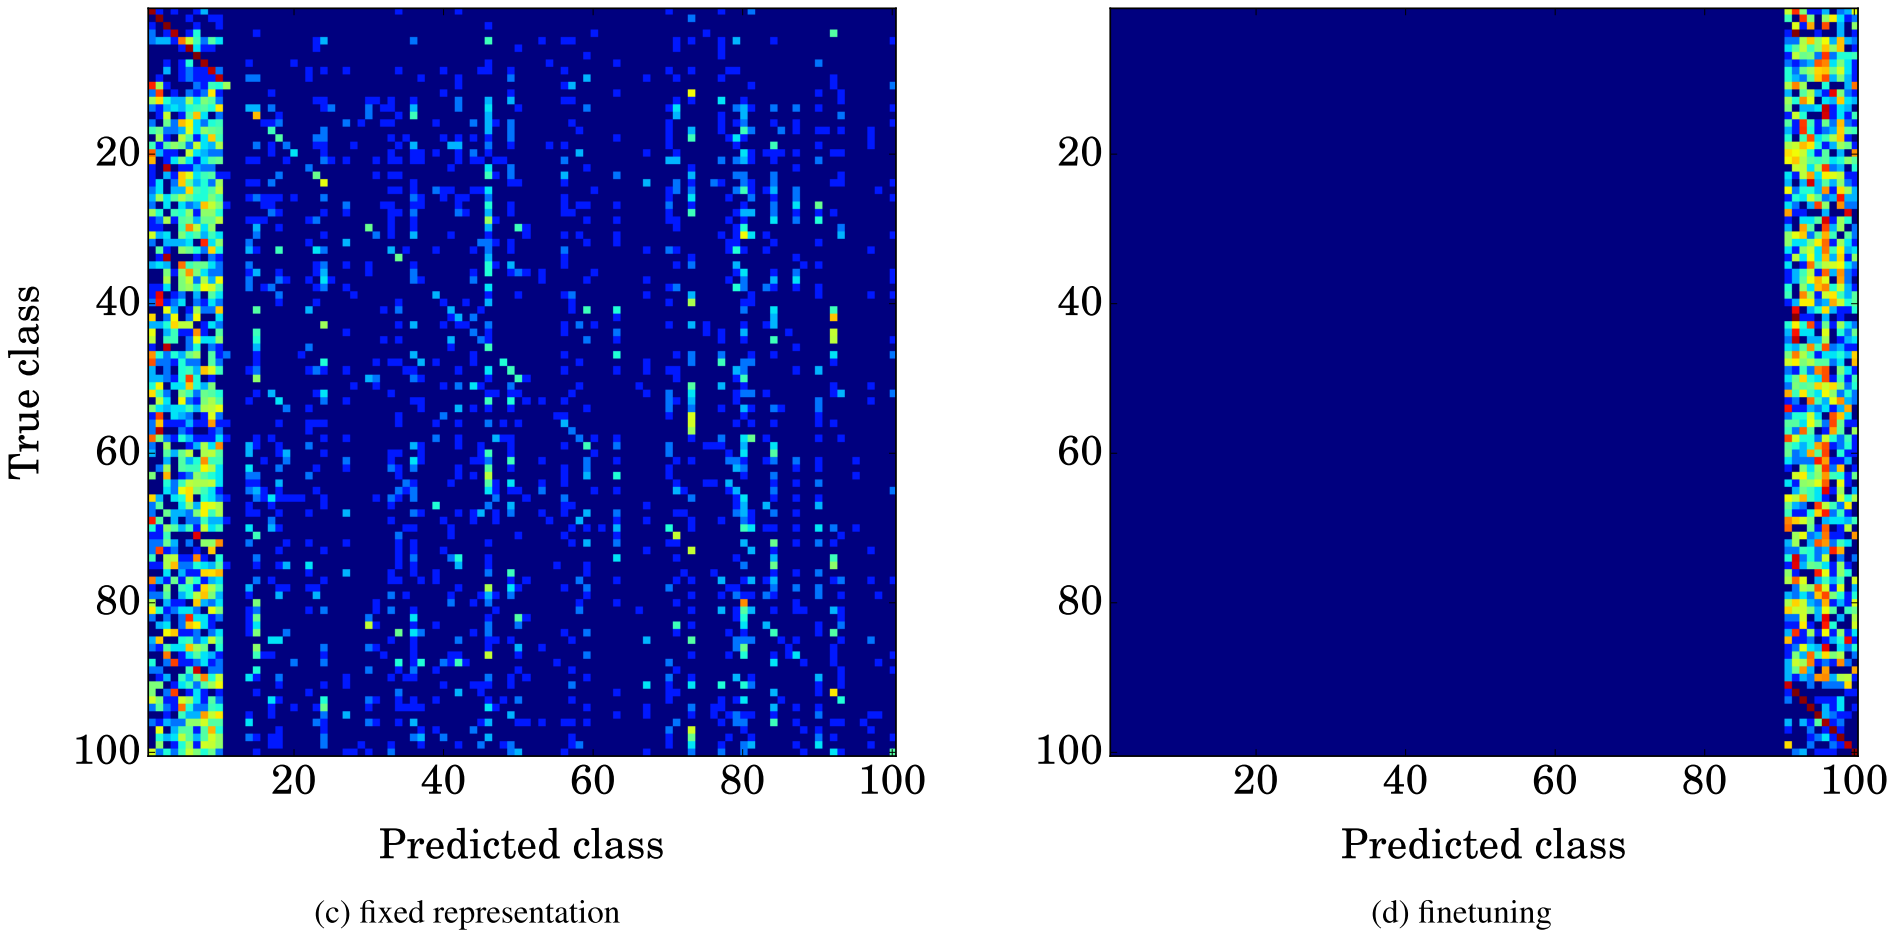 True class
20
40
60
80
100
20 40 60 80 100
Predicted class
(c) fixed representation
20
40
60
80
100
20 40 60 80 100
Predicted class
(d) finetuning